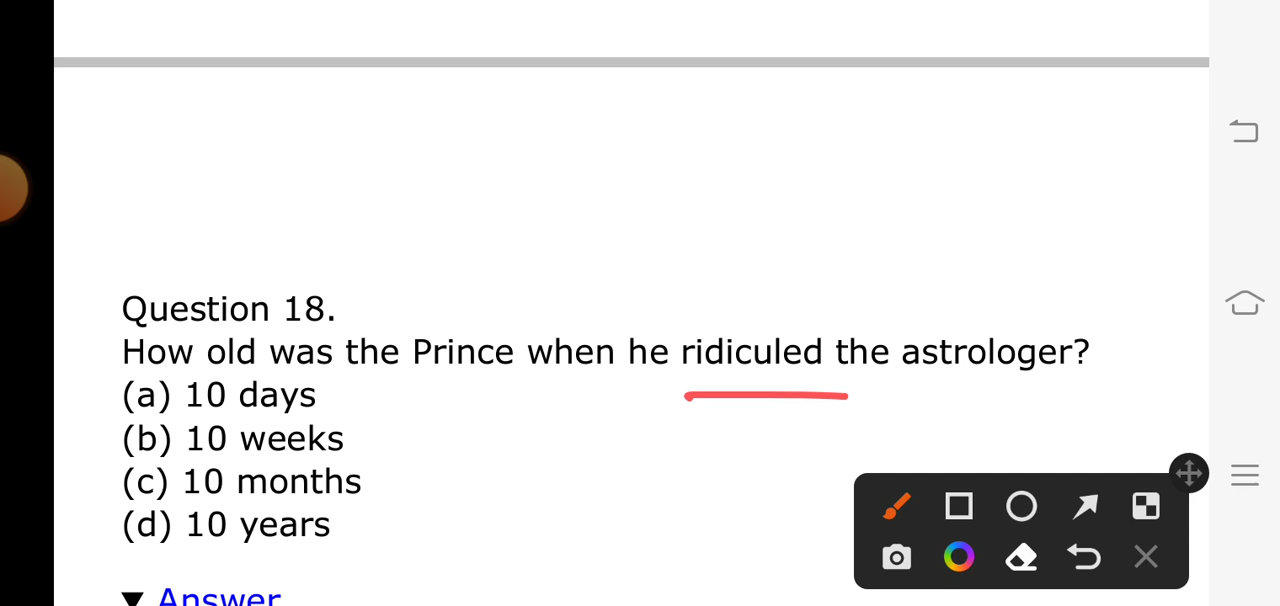 Question 18.
How old was the Prince when he ridiculed the astrologer?
(a) 10 days
(b) 10 weeks
(c) 10 months
(d) 10 years
Answer